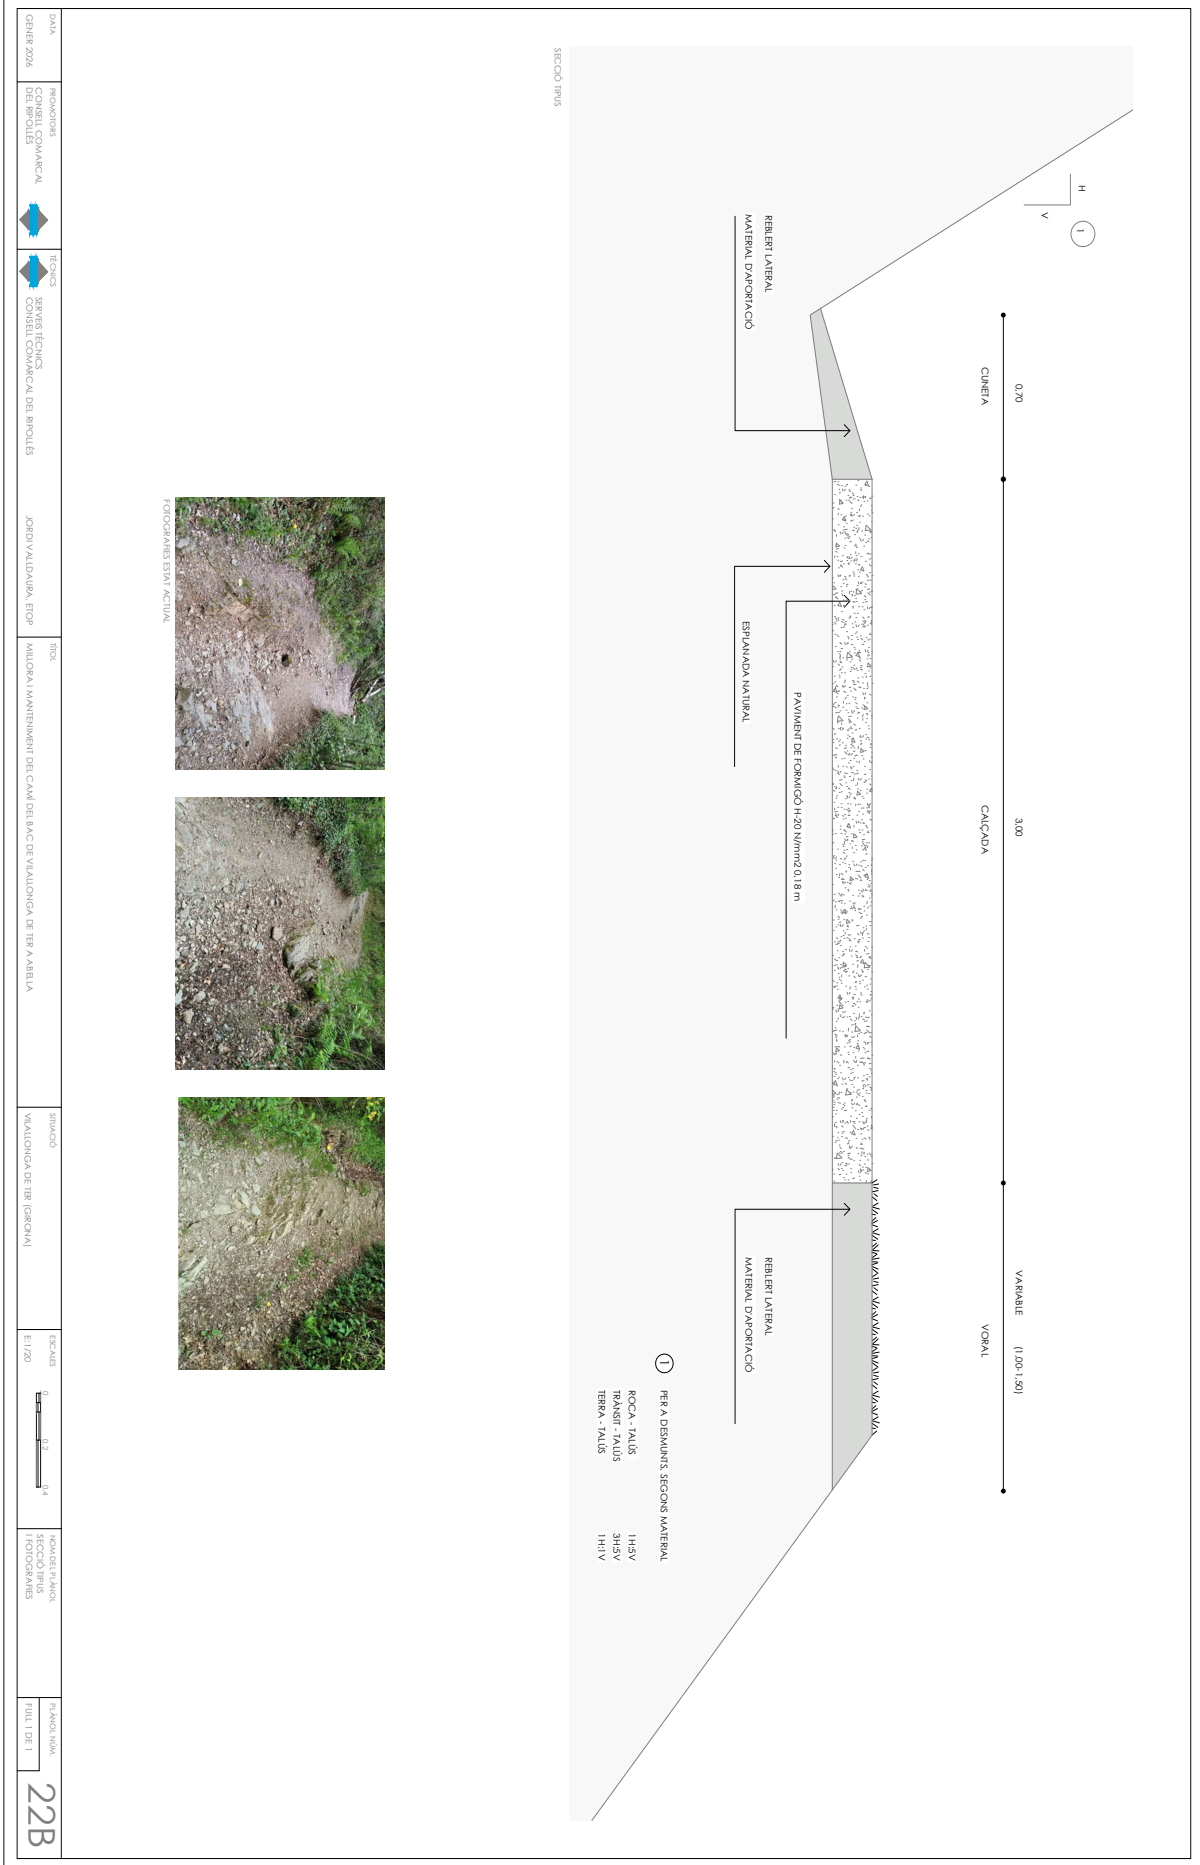 H
V
1
0.70
3.00
VARIABLE (1.00-1.50)
CUNETA
CALÇADA
VORAL
REBLERT LATERAL
MATERIAL D'APORTACIÓ
PAVIMENT DE FORMIGÓ H-20 N/mm2 0.18 m
ESPLANADA NATURAL
REBLERT LATERAL
MATERIAL D'APORTACIÓ
1 PER A DESMUNTS, SEGONS MATERIAL
ROCA - TALÚS 1H:5V
TRÀNSIT - TALÚS 3H:5V
TERRA - TALÚS 1H:1V
SECCIÓ TIPUS
FOTOGRAFIES ESTAT ACTUAL
DATA
GENER 2026
PROMOTORS
CONSELL COMARCAL
DEL RIPOLLÈS
TÈCNICS
SERVEIS TÈCNICS
CONSELL COMARCAL DEL RIPOLLÈS
JORDI VALLDAURA, ETOP
TÍTOL
MILLORA I MANTENIMENT DEL CAMÍ DEL BAC DE VILALLONGA DE TER A ABELLA
SITUACIÓ
VILALLONGA DE TER (GIRONA)
ESCALES
E:1/20
0 0.2 0.4
NOM DEL PLÀNOL
SECCIÓ TIPUS
I FOTOGRAFIES
PLÀNOL NÚM.
FULL 1 DE 1
22B